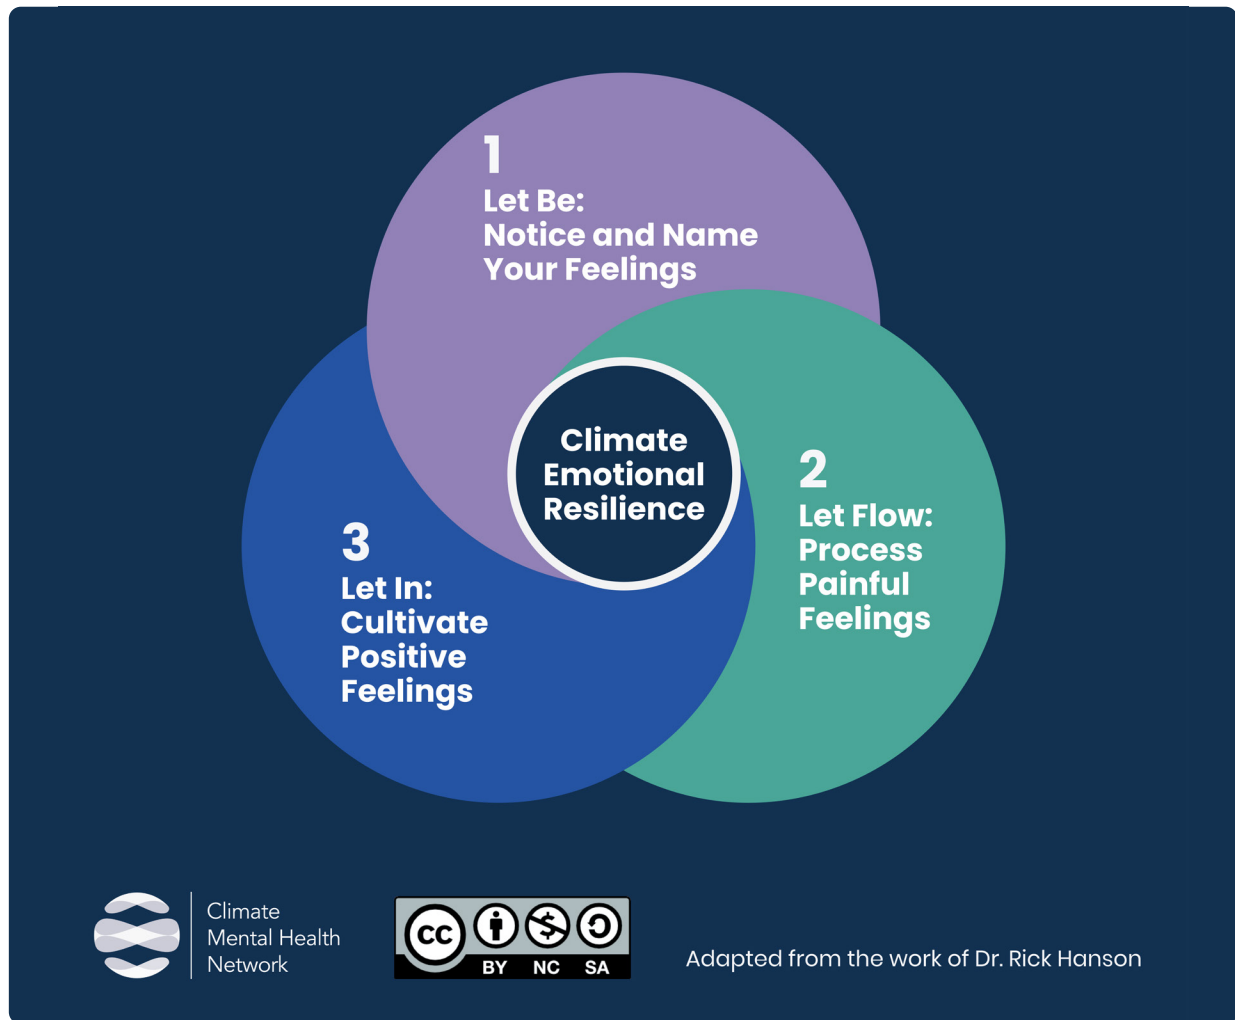 1
Let Be:
Notice and Name
Your Feelings
Climate
Emotional
Resilience
2
Let Flow:
Process
Painful
Feelings
3
Let In:
Cultivate
Positive
Feelings
Climate
Mental Health
Network
cc
BY NC SA
Adapted from the work of Dr. Rick Hanson